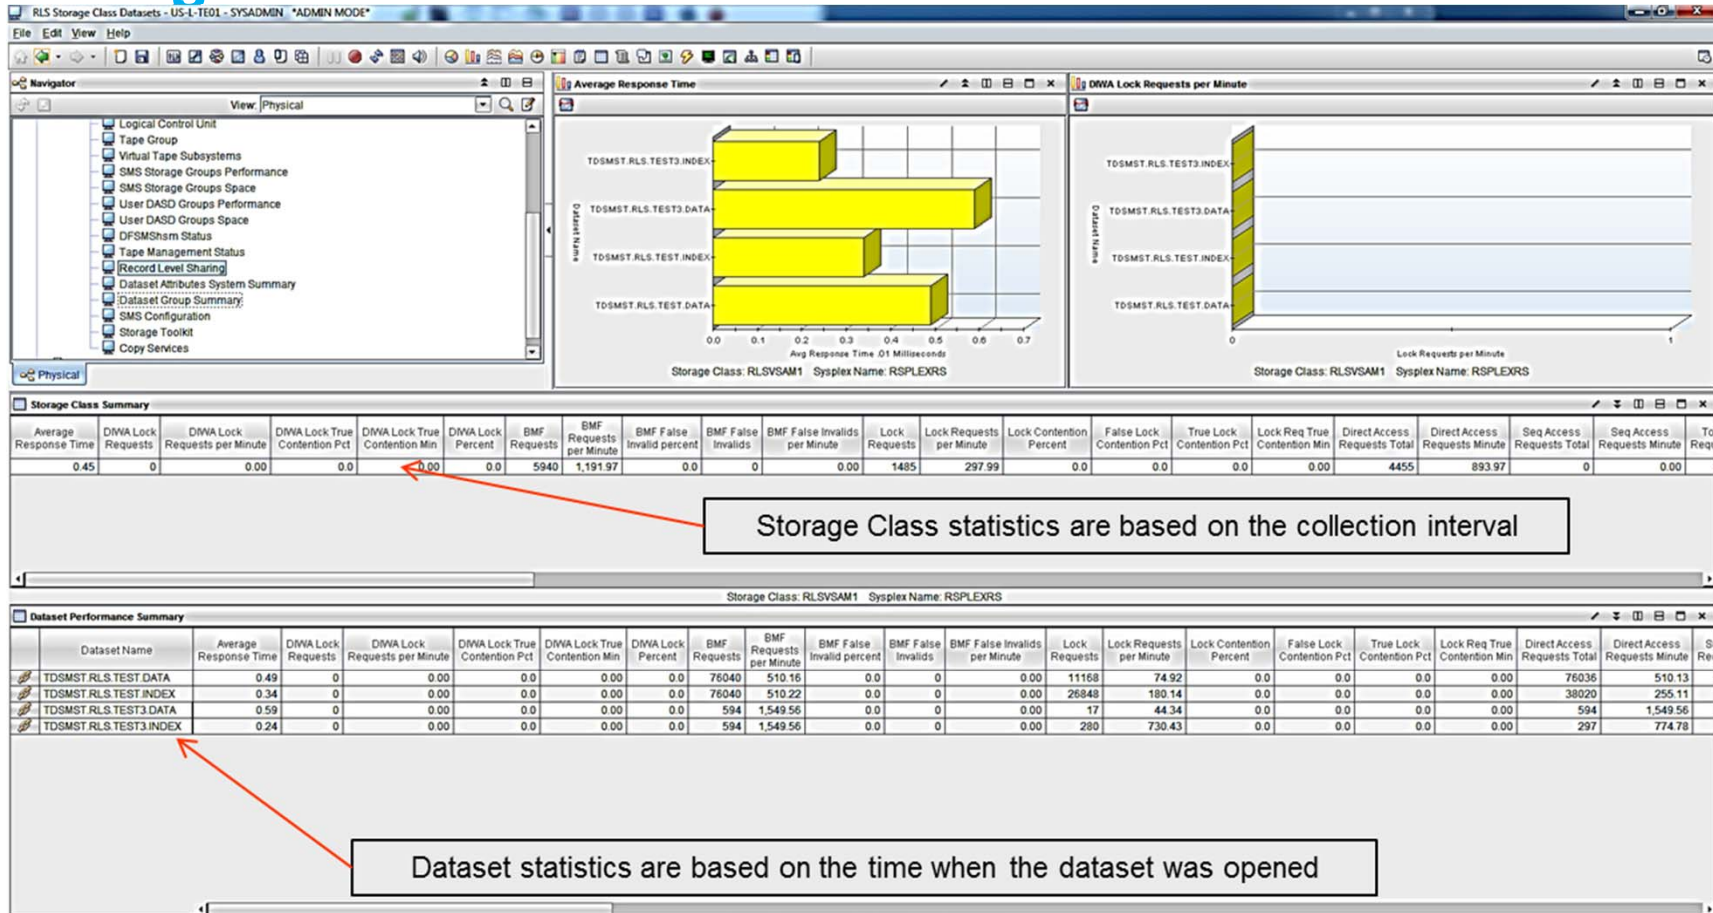 RLS Storage Class Datasets - US-L-TE01 - SYSADMIN *ADMIN MODE*
File Edit View Help
Navigator
View: Physical
Logical Control Unit
Tape Group
Virtual Tape Subsystems
SMS Storage Groups Performance
SMS Storage Groups Space
User DASD Groups Performance
User DASD Groups Space
DFSMShsm Status
Tape Management Status
Record Level Sharing
Dataset Attributes System Summary
Dataset Group Summary
SMS Configuration
Storage Toolkit
Copy Services
Physical
Average Response Time
Dataset Name
TDSMST.RLS.TEST3.INDEX
TDSMST.RLS.TEST3.DATA
TDSMST.RLS.TEST.INDEX
TDSMST.RLS.TEST.DATA
0.0 0.1 0.2 0.3 0.4 0.5 0.6 0.7
Avg Response Time .01 Milliseconds
Storage Class: RLSVSAM1 Sysplex Name: RSPLEXRS
DIWA Lock Requests per Minute
Dataset Name
TDSMST.RLS.TEST3.INDEX
TDSMST.RLS.TEST3.DATA
TDSMST.RLS.TEST.INDEX
TDSMST.RLS.TEST.DATA
0 1
Lock Requests per Minute
Storage Class: RLSVSAM1 Sysplex Name: RSPLEXRS
Storage Class Summary
Average Response Time DIWA Lock Requests DIWA Lock Requests per Minute DIWA Lock True Contention Pct DIWA Lock True Contention Min DIWA Lock Percent BMF Requests BMF Requests per Minute BMF False Invalid percent BMF False Invalids BMF False Invalids per Minute Lock Requests Lock Requests per Minute Lock Contention Percent False Lock Contention Pct True Lock Contention Pct Lock Req True Contention Min Direct Access Requests Total Direct Access Requests Minute Seq Access Requests Total Seq Access Requests Minute
0.45 0 0.00 0.0 0.00 0.0 5940 1,191.97 0.0 0 0.00 1485 297.99 0.0 0.0 0.0 0.00 4455 893.97 0 0.00
Storage Class statistics are based on the collection interval
Storage Class: RLSVSAM1 Sysplex Name: RSPLEXRS
Dataset Performance Summary
Dataset Name Average Response Time DIWA Lock Requests DIWA Lock Requests per Minute DIWA Lock True Contention Pct DIWA Lock True Contention Min DIWA Lock Percent BMF Requests BMF Requests per Minute BMF False Invalid percent BMF False Invalids BMF False Invalids per Minute Lock Requests Lock Requests per Minute Lock Contention Percent False Lock Contention Pct True Lock Contention Pct Lock Req True Contention Min Direct Access Requests Total Direct Access Requests Minute
TDSMST.RLS.TEST.DATA 0.49 0 0.00 0.0 0.00 0.0 76040 510.16 0.0 0 0.00 11168 74.92 0.0 0.0 0.0 0.00 76036 510.13
TDSMST.RLS.TEST.INDEX 0.34 0 0.00 0.0 0.00 0.0 76040 510.22 0.0 0 0.00 26848 180.14 0.0 0.0 0.0 0.00 38020 255.11
TDSMST.RLS.TEST3.DATA 0.59 0 0.00 0.0 0.00 0.0 594 1,549.56 0.0 0 0.00 17 44.34 0.0 0.0 0.0 0.00 594 1,549.56
TDSMST.RLS.TEST3.INDEX 0.24 0 0.00 0.0 0.00 0.0 594 1,549.56 0.0 0 0.00 280 730.43 0.0 0.0 0.0 0.00 297 774.78
Dataset statistics are based on the time when the dataset was opened